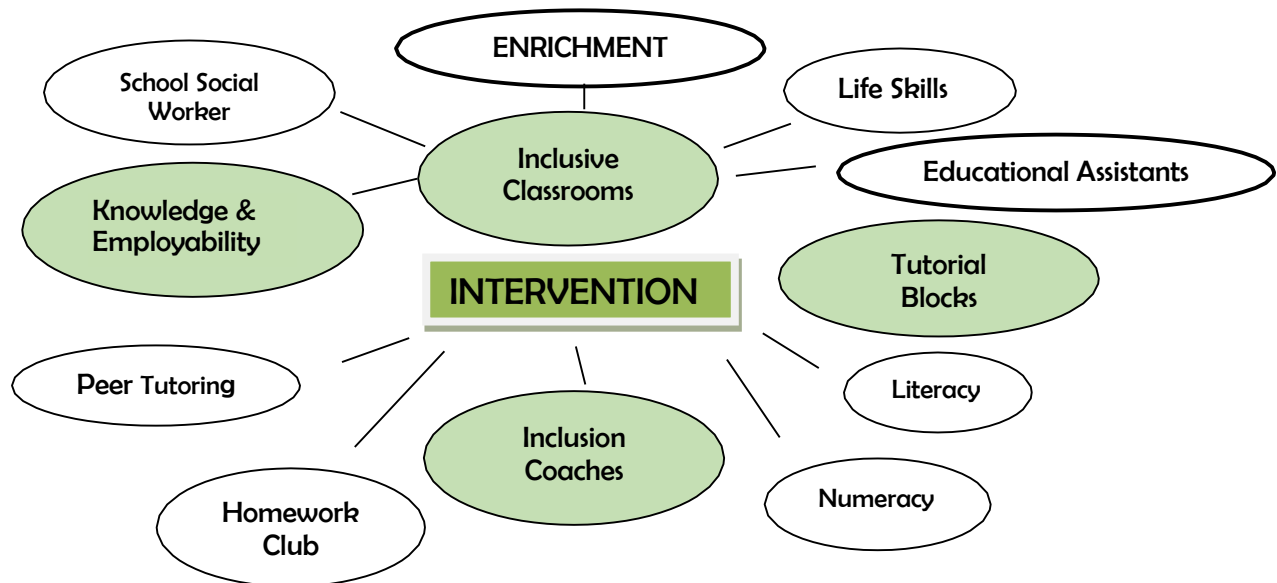 ENRICHMENT
School Social
Worker
Life Skills
Inclusive
Classrooms
Educational Assistants
Knowledge &
Employability
Tutorial
Blocks
INTERVENTION
Peer Tutoring
Literacy
Inclusion
Coaches
Numeracy
Homework
Club